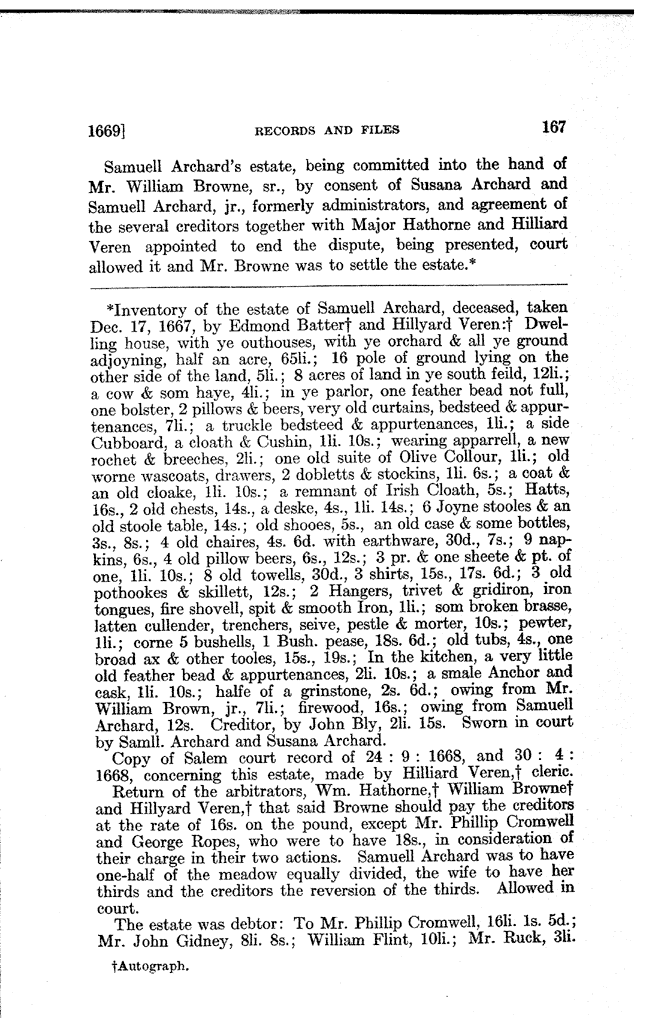 1669] RECORDS AND FILES 167
Samuell Archard's estate, being committed into the hand of
Mr. William Browne, sr., by consent of Susana Archard and
Samuell Archard, jr., formerly administrators, and agreement of
the several creditors together with Major Hathorne and Hilliard
Veren appointed to end the dispute, being presented, court
allowed it and Mr. Browne was to settle the estate.*
*Inventory of the estate of Samuell Archard, deceased, taken
Dec. 17, 1667, by Edmond Batter† and Hillyard Veren:† Dwel-
ling house, with ye outhouses, with ye orchard & all ye ground
adjoyning, half an acre, 65li.; 16 pole of ground lying on the
other side of the land, 5li.; 8 acres of land in ye south feild, 12li.;
a cow & som haye, 4li.; in ye parlor, one feather bead not full,
one bolster, 2 pillows & beers, very old curtains, bedsteed & appur-
tenances, 7li.; a truckle bedsteed & appurtenances, 1li.; a side
Cubboard, a cloath & Cushin, 1li. 10s.; wearing apparrell, a new
rochet & breeches, 2li.; one old suite of Olive Collour, 1li.; old
worne wascoats, drawers, 2 dobletts & stockins, 1li. 6s.; a coat &
an old cloake, 1li. 10s.; a remnant of Irish Cloath, 5s.; Hatts,
16s., 2 old chests, 14s., a deske, 4s., 1li. 14s.; 6 Joyne stooles & an
old stoole table, 14s.; old shooes, 5s., an old case & some bottles,
3s., 8s.; 4 old chaires, 4s. 6d. with earthware, 30d., 7s.; 9 nap-
kins, 6s., 4 old pillow beers, 6s., 12s.; 3 pr. & one sheete & pt. of
one, 1li. 10s.; 8 old towells, 30d., 3 shirts, 15s., 17s. 6d.; 3 old
pothookes & skillett, 12s.; 2 Hangers, trivet & gridiron, iron
tongues, fire shovell, spit & smooth Iron, 1li.; som broken brasse,
latten cullender, trenchers, seive, pestle & morter, 10s.; pewter,
1li.; corne 5 bushells, 1 Bush. pease, 18s. 6d.; old tubs, 4s., one
broad ax & other tooles, 15s., 19s.; In the kitchen, a very little
old feather bead & appurtenances, 2li. 10s.; a smale Anchor and
cask, 1li. 10s.; halfe of a grinstone, 2s. 6d.; owing from Mr.
William Brown, jr., 7li.; firewood, 16s.; owing from Samuell
Archard, 12s. Creditor, by John Bly, 2li. 15s. Sworn in court
by Samll. Archard and Susana Archard.
Copy of Salem court record of 24 : 9 : 1668, and 30 : 4 :
1668, concerning this estate, made by Hilliard Veren,† cleric.
Return of the arbitrators, Wm. Hathorne,† William Browne†
and Hillyard Veren,† that said Browne should pay the creditors
at the rate of 16s. on the pound, except Mr. Phillip Cromwell
and George Ropes, who were to have 18s., in consideration of
their charge in their two actions. Samuell Archard was to have
one-half of the meadow equally divided, the wife to have her
thirds and the creditors the reversion of the thirds. Allowed in
court.
The estate was debtor: To Mr. Phillip Cromwell, 16li. 1s. 5d.;
Mr. John Gidney, 8li. 8s.; William Flint, 10li.; Mr. Ruck, 3li.
†Autograph.